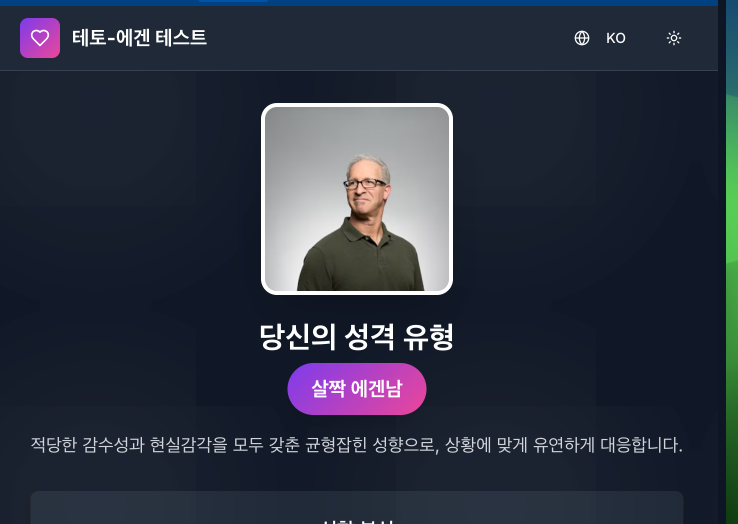 테토-에겐 테스트
KO
당신의 성격 유형
살짝 에겐남
적당한 감수성과 현실감각을 모두 갖춘 균형잡힌 성향으로, 상황에 맞게 유연하게 대응합니다.